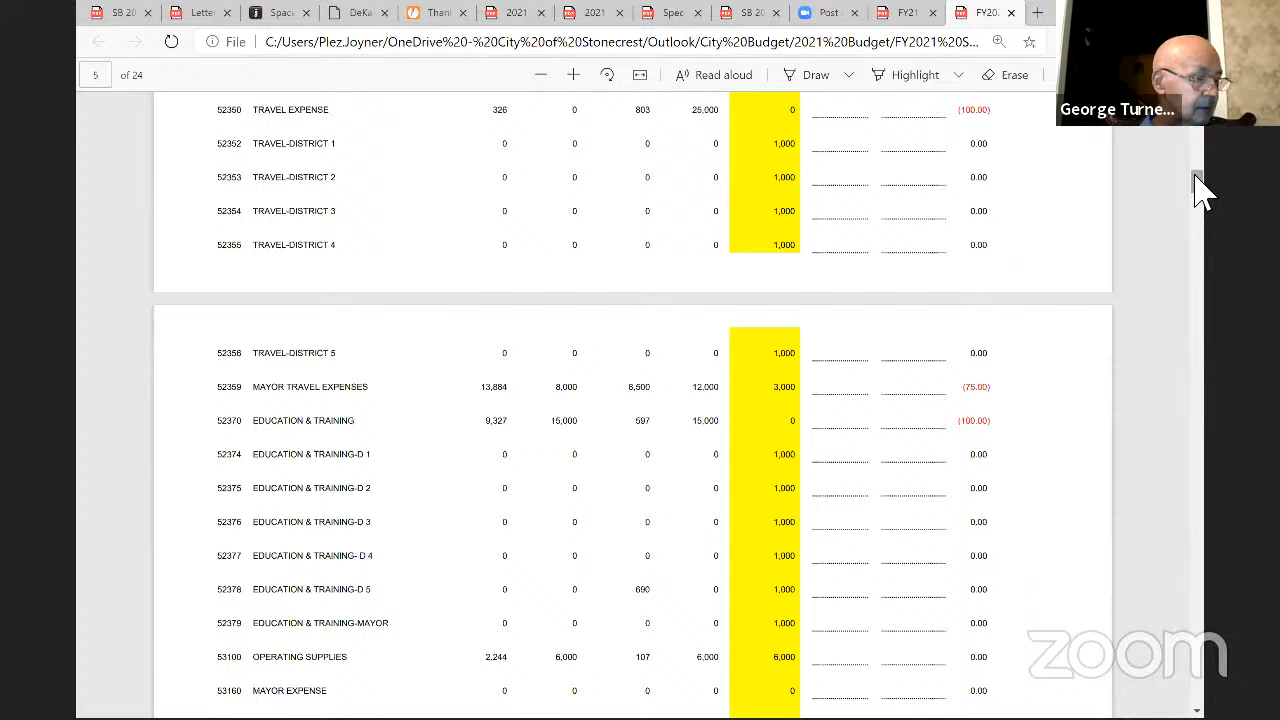 SB 20
Letter
Spac
Ther
202
202
Spec
SB 2
Post
FY21
FY20
File C:/Users/Plez.Joyner/OneDrive%20-%20City%20of%20Stonecrest/Outlook/City%20Budget/2021%20Budget/FY2021%20S...
5 of 24 Read aloud Draw Highlight Erase
George Turne...
52350 TRAVEL EXPENSE 326 0 803 25,000 0 (100.00)
52352 TRAVEL-DISTRICT 1 0 0 0 0 1,000 0.00
52353 TRAVEL-DISTRICT 2 0 0 0 0 1,000 0.00
52354 TRAVEL-DISTRICT 3 0 0 0 0 1,000 0.00
52355 TRAVEL-DISTRICT 4 0 0 0 0 1,000 0.00
52356 TRAVEL-DISTRICT 5 0 0 0 0 1,000 0.00
52359 MAYOR TRAVEL EXPENSES 13,884 8,000 8,500 12,000 3,000 (75.00)
52370 EDUCATION & TRAINING 9,327 15,000 597 15,000 0 (100.00)
52374 EDUCATION & TRAINING-D 1 0 0 0 0 1,000 0.00
52375 EDUCATION & TRAINING-D 2 0 0 0 0 1,000 0.00
52376 EDUCATION & TRAINING-D 3 0 0 0 0 1,000 0.00
52377 EDUCATION & TRAINING- D 4 0 0 0 0 1,000 0.00
52378 EDUCATION & TRAINING-D 5 0 0 690 0 1,000 0.00
52379 EDUCATION & TRAINING-MAYOR 0 0 0 0 1,000 0.00
53100 OPERATING SUPPLIES 2,244 6,000 107 6,000 6,000 0.00
53160 MAYOR EXPENSE 0 0 0 0 0 0.00
zoom